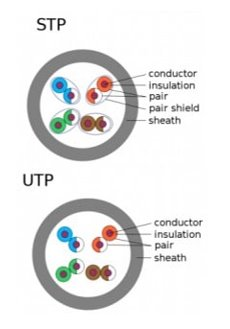 STP
conductor
insulation
pair
pair shield
sheath
UTP
conductor
insulation
pair
sheath